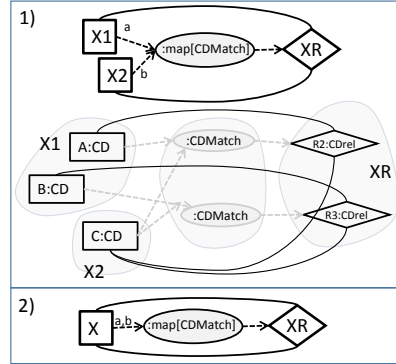 1)
X1
a
:map[CDMatch]
XR
X2
b
X1
A:CD
:CDMatch
R2:CDrel
XR
B:CD
:CDMatch
R3:CDrel
C:CD
X2
2)
X
a,b
:map[CDMatch]
XR